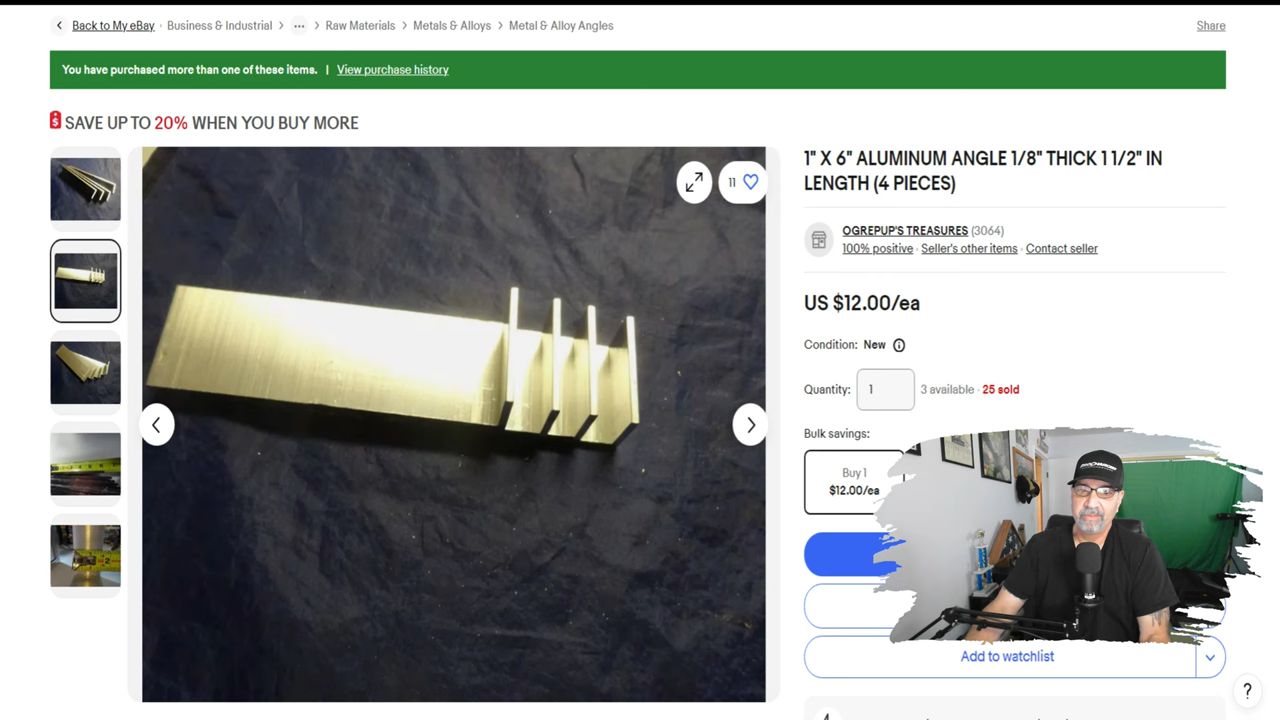 Back to My eBay · Business & Industrial > ... > Raw Materials > Metals & Alloys > Metal & Alloy Angles
Share
You have purchased more than one of these items. | View purchase history
$ SAVE UP TO 20% WHEN YOU BUY MORE
11
1" X 6" ALUMINUM ANGLE 1/8" THICK 1 1/2" IN
LENGTH (4 PIECES)
OGREPUP'S TREASURES (3064)
100% positive · Seller's other items · Contact seller
US $12.00/ea
Condition: New
Quantity: 1 3 available · 25 sold
Bulk savings:
Buy 1
$12.00/ea
Add to watchlist
?